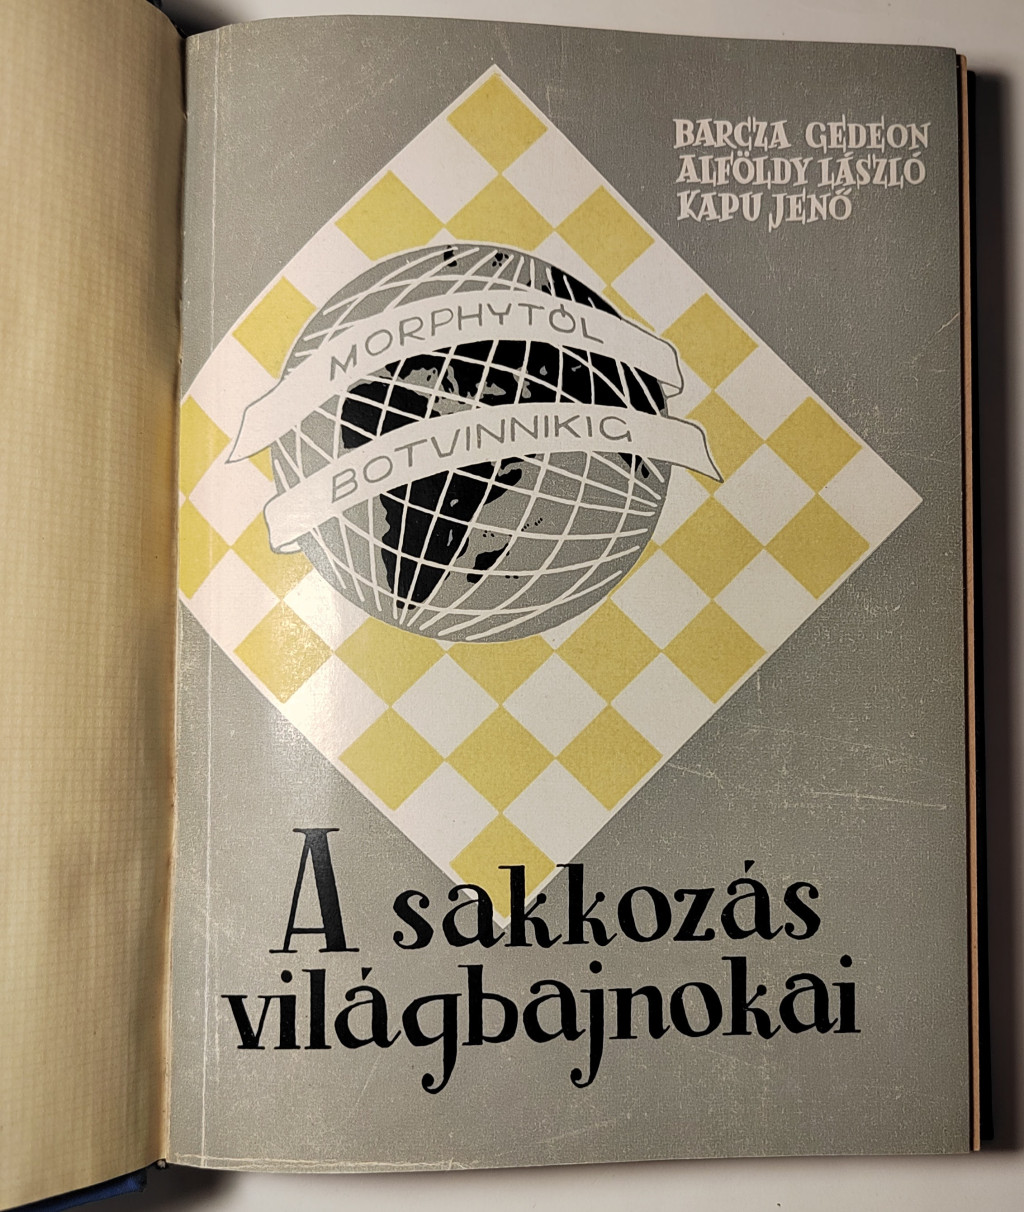 BARCZA GEDEON
ALFÖLDY LÁSZLÓ
KAPU JENŐ
MORPHYTÓL
BOTVINNIKIG
A sakkozás
világbajnokai